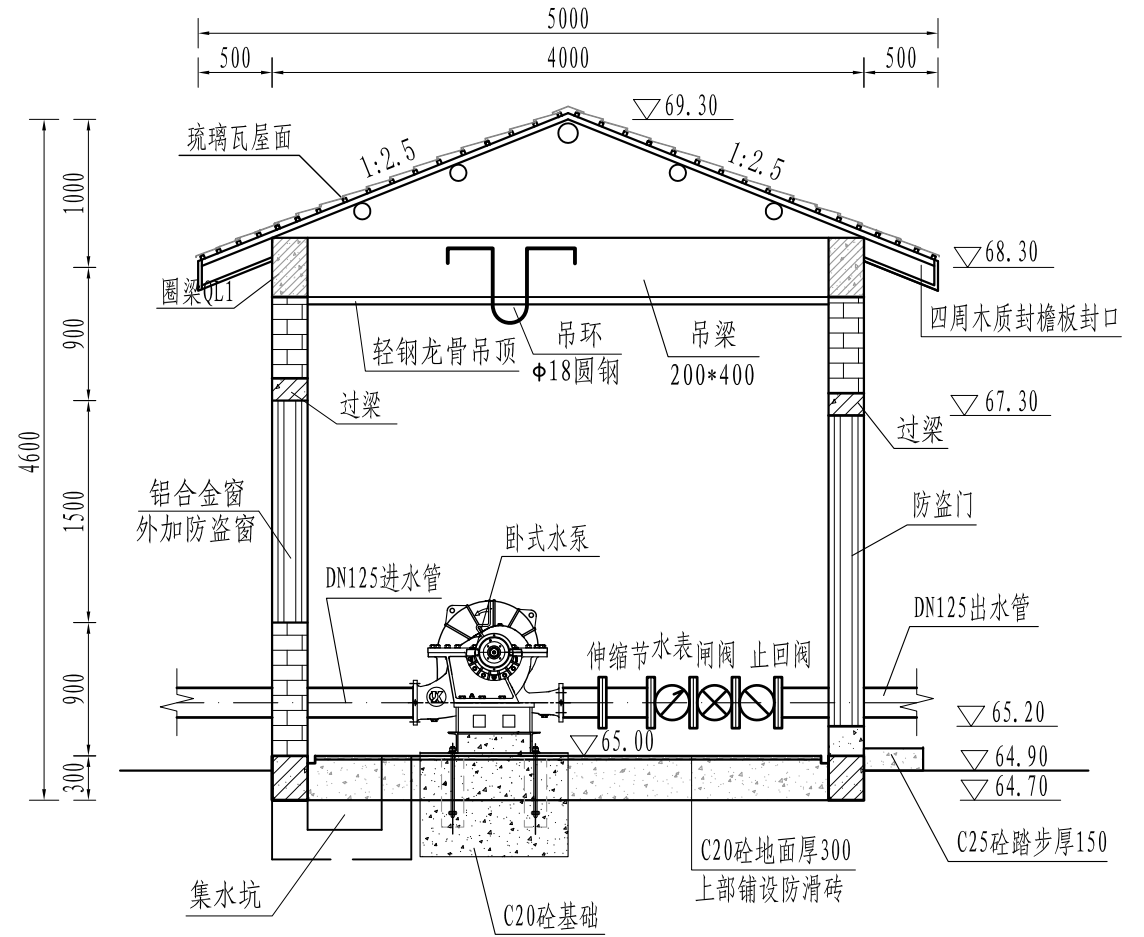 5000
500
4000
500
69.30
琉璃瓦屋面
1:2.5
1:2.5
1000
68.30
圈梁QL1
四周木质封檐板封口
900
轻钢龙骨吊顶
吊环
Φ18圆钢
吊梁
200*400
过梁
67.30
过梁
4600
铝合金窗
外加防盗窗
1500
防盗门
卧式水泵
DN125进水管
DN125出水管
伸缩节
水表
闸阀
止回阀
900
65.20
65.00
64.90
300
64.70
C20砼地面厚300
上部铺设防滑砖
C25砼踏步厚150
集水坑
C20砼基础